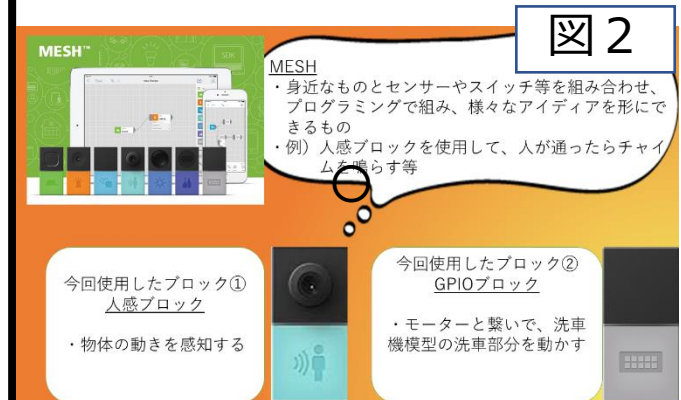 図2
MESH™
SDK
MESH
・身近なものとセンサーやスイッチ等を組み合わせ、
プログラミングで組み、様々なアイディアを形にで
きるもの
・例）人感ブロックを使用して、人が通ったらチャイ
ムを鳴らす等
今回使用したブロック①
人感ブロック
・物体の動きを感知する
今回使用したブロック②
GPIOブロック
・モーターと繋いで、洗車
機模型の洗車部分を動かす